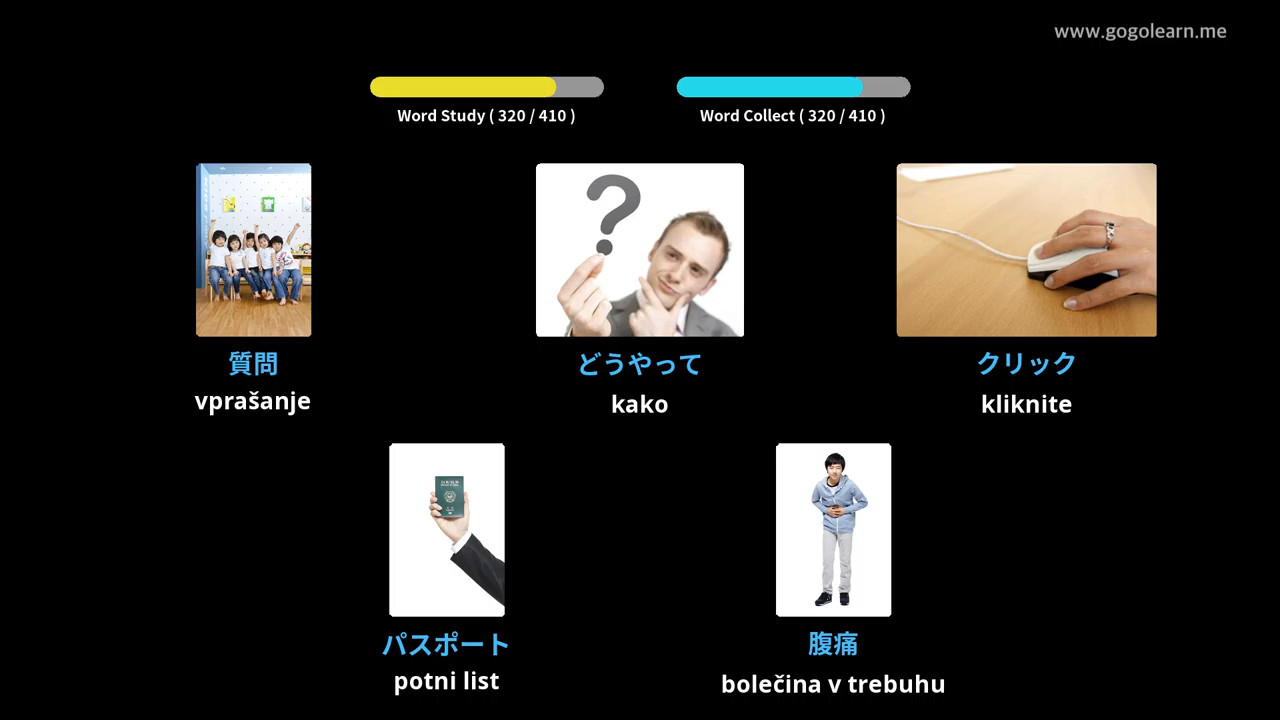 www.gogolearn.me
Word Study ( 320 / 410 )
Word Collect ( 320 / 410 )
質問
vprašanje
どうやって
kako
クリック
kliknite
パスポート
potni list
腹痛
bolečina v trebuhu